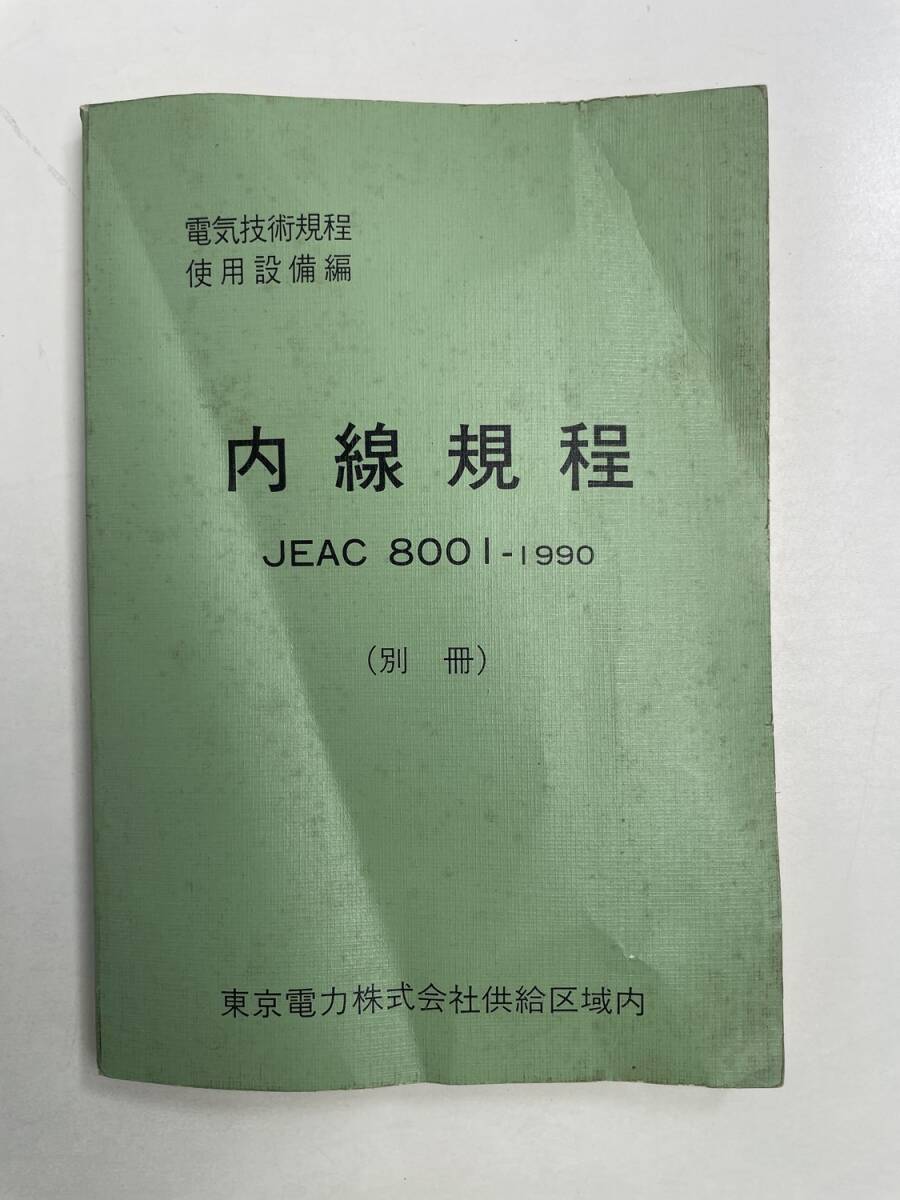 電気技術規程
使用設備編
内線規程
JEAC 8001-1990
(別冊)
東京電力株式会社供給区域内